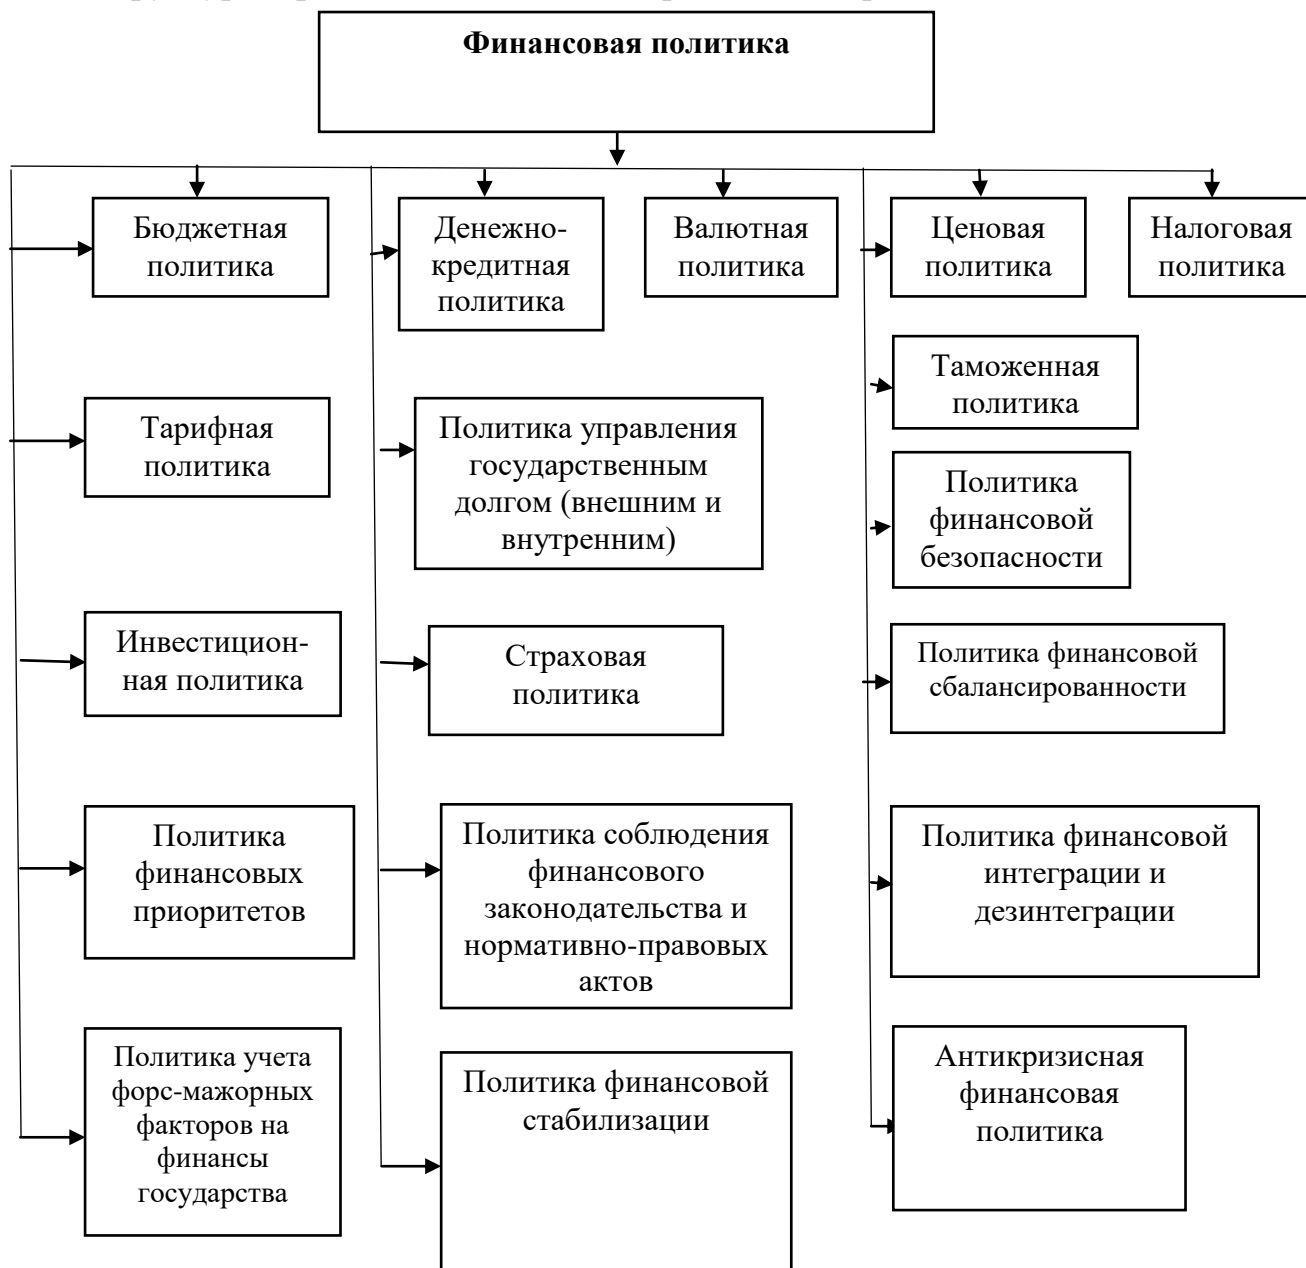 Финансовая политика
Бюджетная
политика
Денежно-
кредитная
политика
Валютная
политика
Ценовая
политика
Налоговая
политика
Таможенная
политика
Тарифная
политика
Политика управления
государственным
долгом (внешним и
внутренним)
Политика
финансовой
безопасности
Инвестицион-
ная политика
Страховая
политика
Политика финансовой
сбалансированности
Политика
финансовых
приоритетов
Политика соблюдения
финансового
законодательства и
нормативно-правовых
актов
Политика финансовой
интеграции и
дезинтеграции
Политика учета
форс-мажорных
факторов на
финансы
государства
Политика финансовой
стабилизации
Антикризисная
финансовая
политика